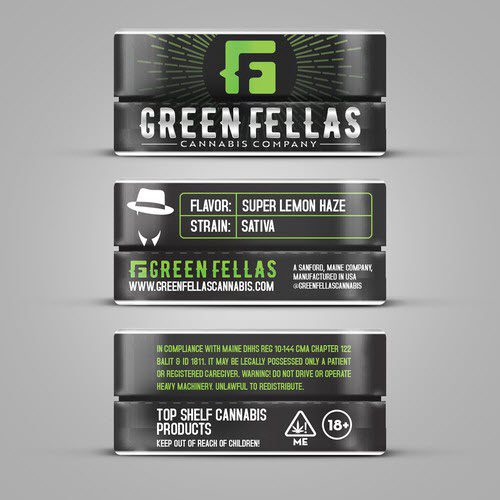 GREEN FELLAS
CANNABIS COMPANY
FLAVOR: SUPER LEMON HAZE
STRAIN: SATIVA
GREEN FELLAS
WWW.GREENFELLASCANNABIS.COM
A SANFORD, MAINE COMPANY,
MANUFACTURED IN USA
@GREENFELLASCANNABIS
IN COMPLIANCE WITH MAINE DHHS REG 10-144 CMA CHAPTER 122
BALIT & ID 1811. IT MAY BE LEGALLY POSSESSED ONLY A PATIENT
OR REGISTERED CAREGIVER. WARNING! DO NOT DRIVE OR OPERATE
HEAVY MACHINERY. UNLAWFUL TO REDISTRIBUTE.
TOP SHELF CANNABIS
PRODUCTS
KEEP OUT OF REACH OF CHILDREN!
ME
18+